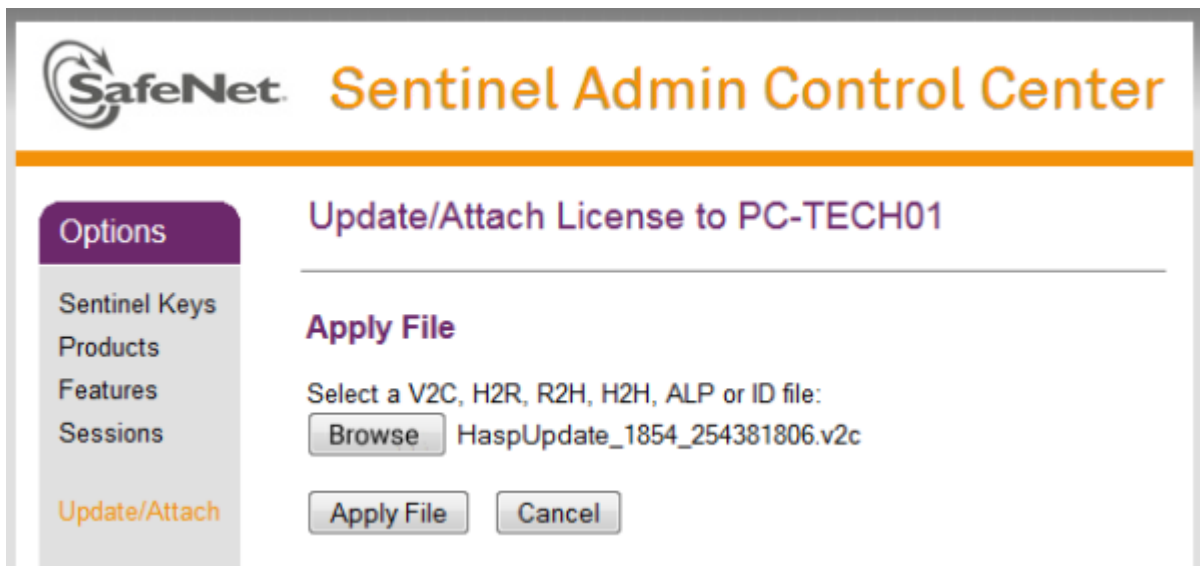 SafeNet. Sentinel Admin Control Center
Options
Sentinel Keys
Products
Features
Sessions
Update/Attach
Update/Attach License to PC-TECH01
Apply File
Select a V2C, H2R, R2H, H2H, ALP or ID file:
Browse HaspUpdate_1854_254381806.v2c
Apply File Cancel